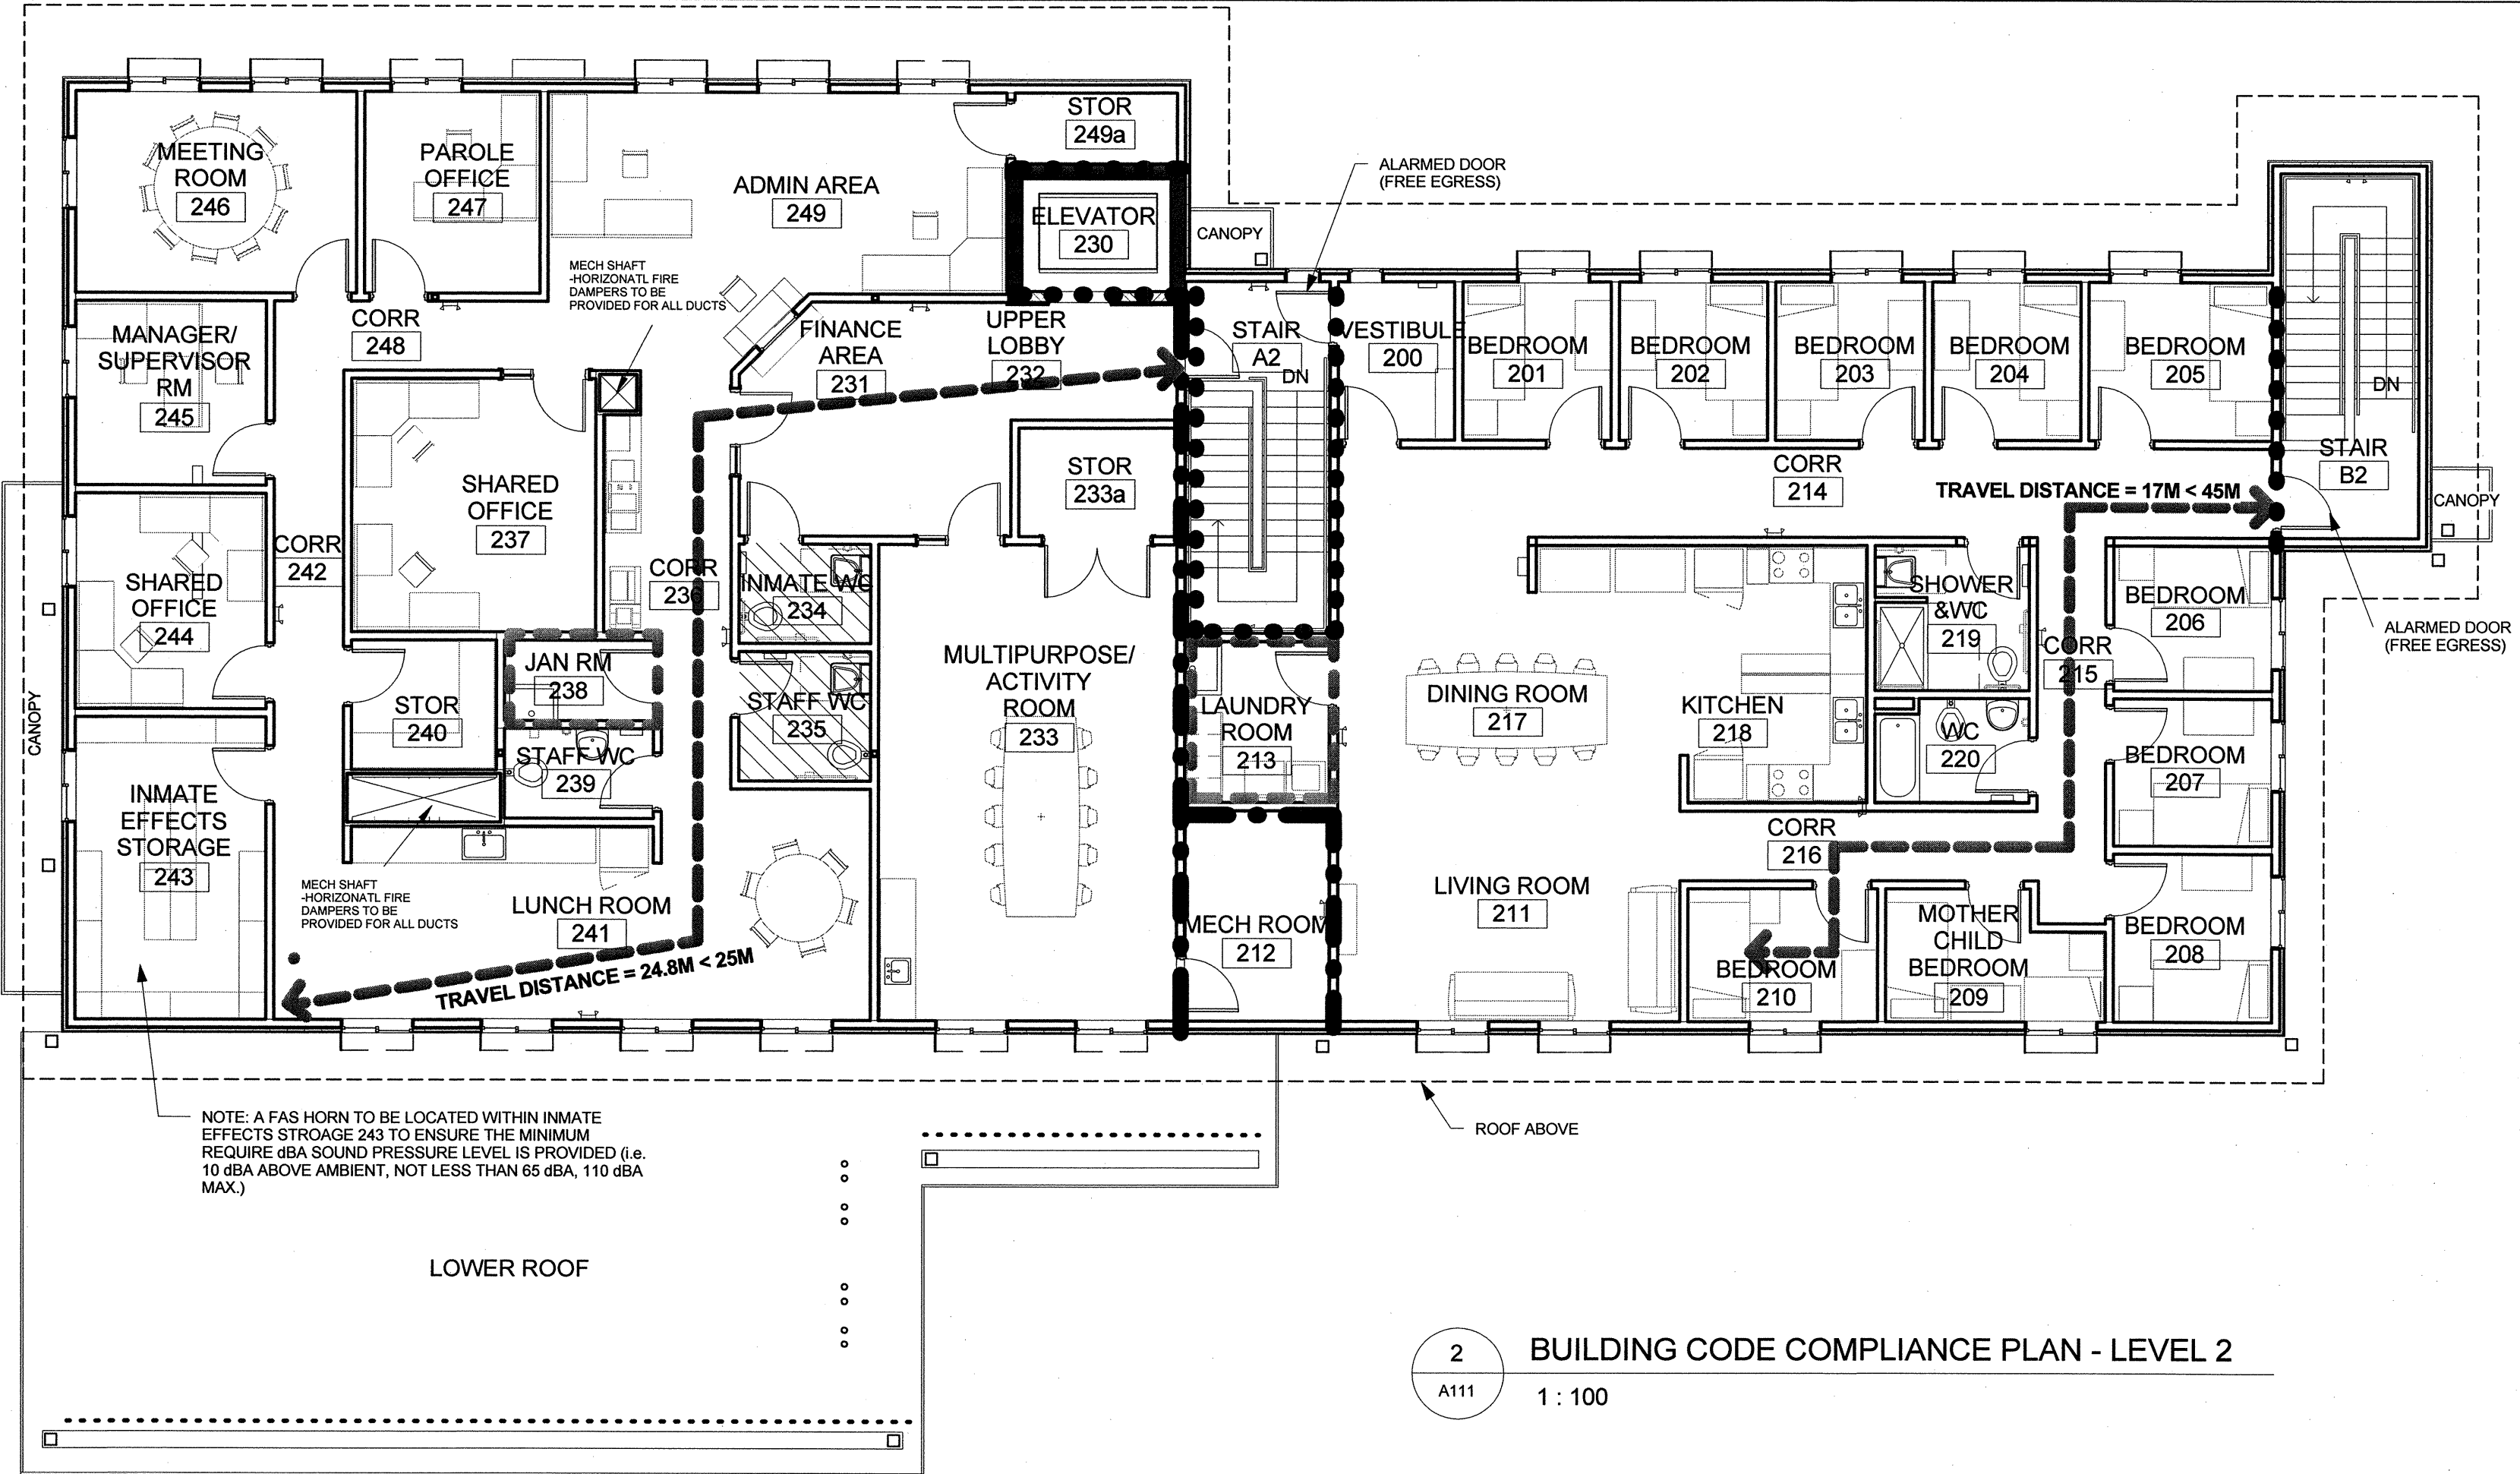 STOR
249a
MEETING
ROOM
246
PAROLE
OFFICE
247
ADMIN AREA
249
ELEVATOR
230
CANOPY
ALARMED DOOR
(FREE EGRESS)
MECH SHAFT
-HORIZONATL FIRE
DAMPERS TO BE
PROVIDED FOR ALL DUCTS
MANAGER/
SUPERVISOR
RM
245
CORR
248
FINANCE
AREA
231
UPPER
LOBBY
232
STAIR
A2
DN
VESTIBULE
200
BEDROOM
201
BEDROOM
202
BEDROOM
203
BEDROOM
204
BEDROOM
205
DN
STAIR
B2
CANOPY
SHARED
OFFICE
237
STOR
233a
CORR
214
TRAVEL DISTANCE = 17M < 45M
CORR
242
SHARED
OFFICE
244
CORR
236
INMATE WC
234
SHOWER
&WC
219
BEDROOM
206
ALARMED DOOR
(FREE EGRESS)
JAN RM
238
MULTIPURPOSE/
ACTIVITY
ROOM
233
CORR
215
STOR
240
STAFF WC
235
LAUNDRY
ROOM
213
DINING ROOM
217
KITCHEN
218
WC
220
BEDROOM
207
CANOPY
STAFF WC
239
INMATE
EFFECTS
STORAGE
243
CORR
216
MECH SHAFT
-HORIZONATL FIRE
DAMPERS TO BE
PROVIDED FOR ALL DUCTS
LUNCH ROOM
241
LIVING ROOM
211
MECH ROOM
212
BEDROOM
210
MOTHER
CHILD
BEDROOM
209
BEDROOM
208
TRAVEL DISTANCE = 24.8M < 25M
NOTE: A FAS HORN TO BE LOCATED WITHIN INMATE
EFFECTS STROAGE 243 TO ENSURE THE MINIMUM
REQUIRE dBA SOUND PRESSURE LEVEL IS PROVIDED (i.e.
10 dBA ABOVE AMBIENT, NOT LESS THAN 65 dBA, 110 dBA
MAX.)
ROOF ABOVE
LOWER ROOF
2
A111
BUILDING CODE COMPLIANCE PLAN - LEVEL 2
1 : 100